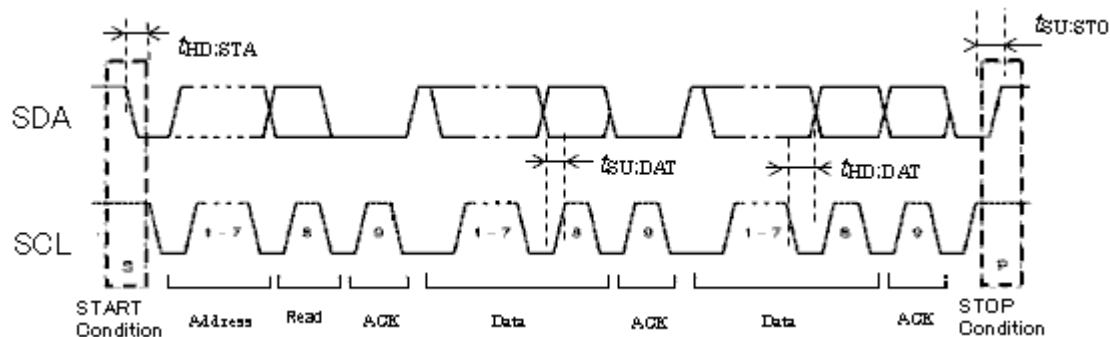 tHD:STA
tSU:STO
SDA
tSU:DAT
tHD:DAT
SCL
1-7 8 9 1-7 8 9 1-7 8 9
S P
START Condition
Address Read ACK Data ACK Data ACK
STOP Condition